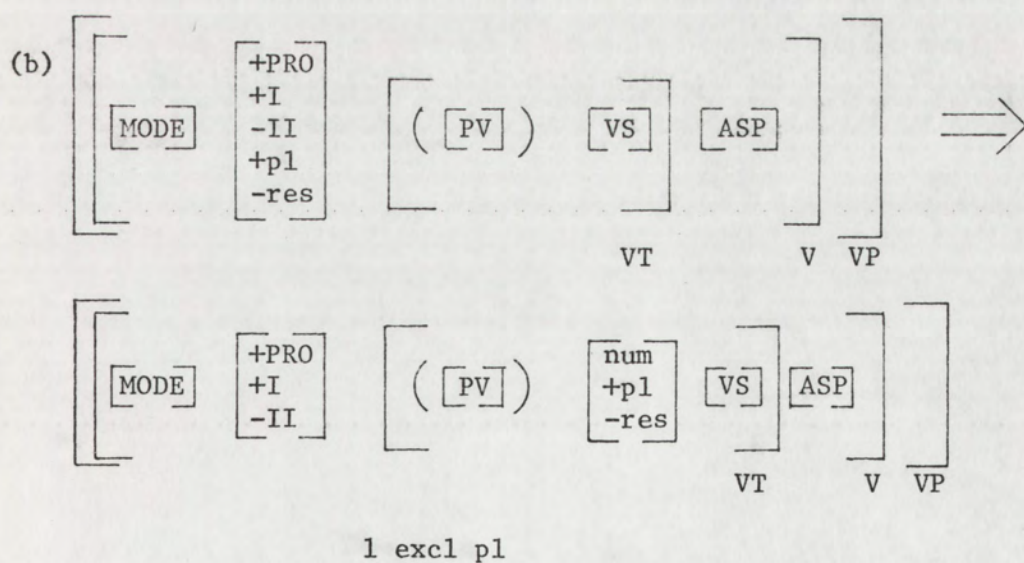 (b)
+PRO
+I
MODE -II ( PV ) VS ASP >
+pl
-res
VT V VP
+PRO num
MODE +I ( PV ) +pl VS ASP
-II -res
VT V VP
1 excl pl